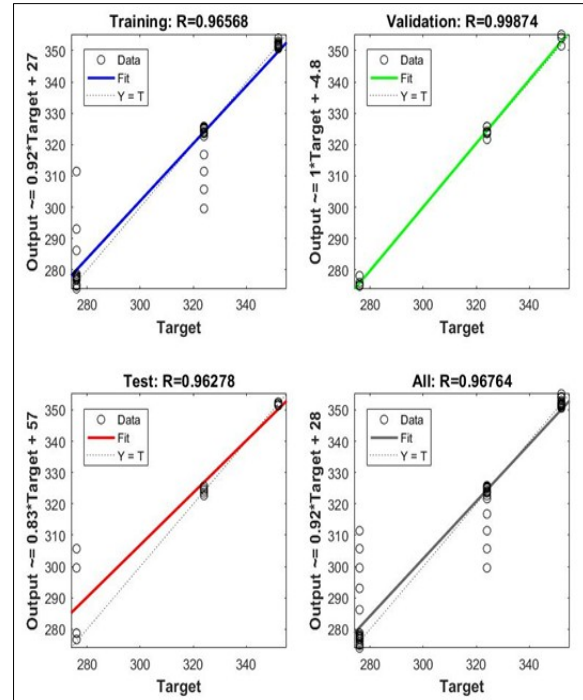 Training: R=0.96568
Output ~= 0.92*Target + 27
350
340
330
320
310
300
290
280
Data
Fit
Y = T
280
300
320
340
Target
Validation: R=0.99874
Output ~= 1*Target + -4.8
350
340
330
320
310
300
290
280
Data
Fit
Y = T
280
300
320
340
Target
Test: R=0.96278
Output ~= 0.83*Target + 57
350
340
330
320
310
300
290
280
Data
Fit
Y = T
280
300
320
340
Target
All: R=0.96764
Output ~= 0.92*Target + 28
350
340
330
320
310
300
290
280
Data
Fit
Y = T
280
300
320
340
Target